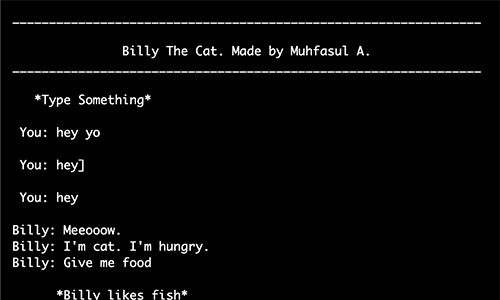 Billy The Cat. Made by Muhfasul A.
*Type Something*
You: hey yo
You: hey]
You: hey
Billy: Meeooow.
Billy: I'm cat. I'm hungry.
Billy: Give me food
*Billy likes fish*